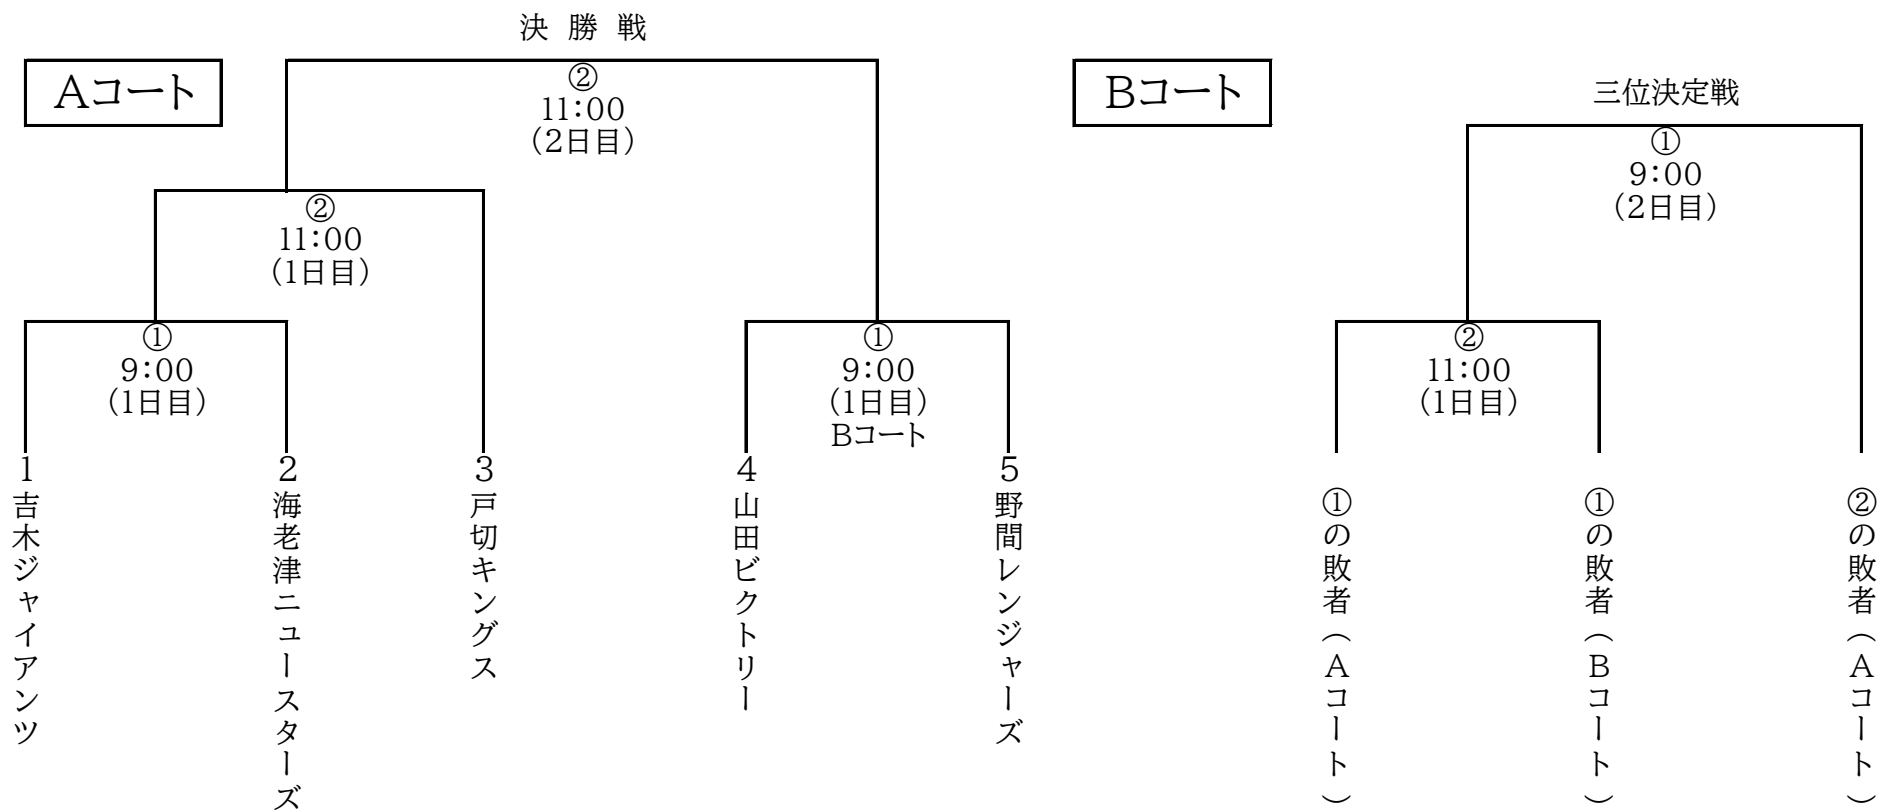 決勝戦
Aコート
②
11:00
(2日目)
②
11:00
(1日目)
①
9:00
(1日目)
①
9:00
(1日目)
Bコート
1吉木ジャイアンツ
2海老津ニュースターズ
3戸切キングス
4山田ビクトリー
5野間レンジャーズ
Bコート
三位決定戦
①
9:00
(2日目)
②
11:00
(1日目)
①の敗者(Aコート)
①の敗者(Bコート)
②の敗者(Aコート)